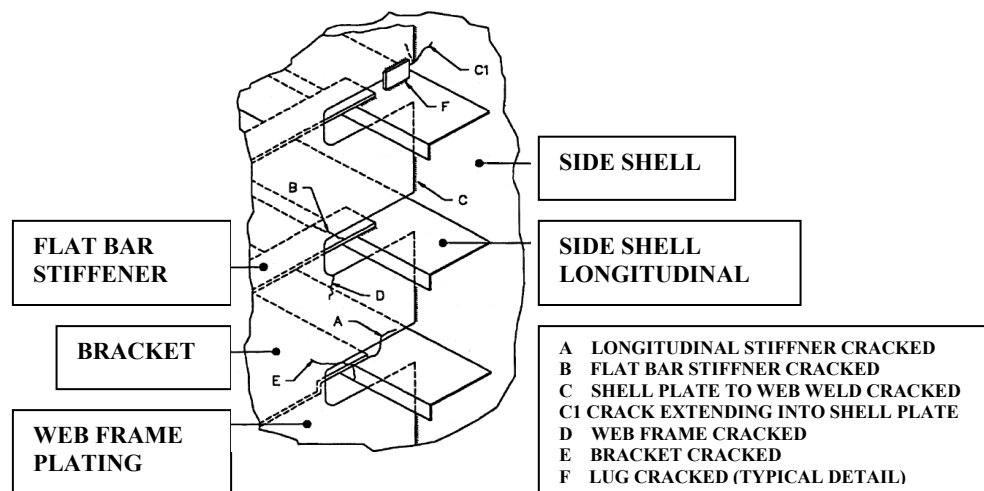 C1
F
SIDE SHELL
B
C
FLAT BAR
STIFFENER
SIDE SHELL
LONGITUDINAL
D
A
BRACKET
E
WEB FRAME
PLATING
A LONGITUDINAL STIFFNER CRACKED
B FLAT BAR STIFFNER CRACKED
C SHELL PLATE TO WEB WELD CRACKED
C1 CRACK EXTENDING INTO SHELL PLATE
D WEB FRAME CRACKED
E BRACKET CRACKED
F LUG CRACKED (TYPICAL DETAIL)